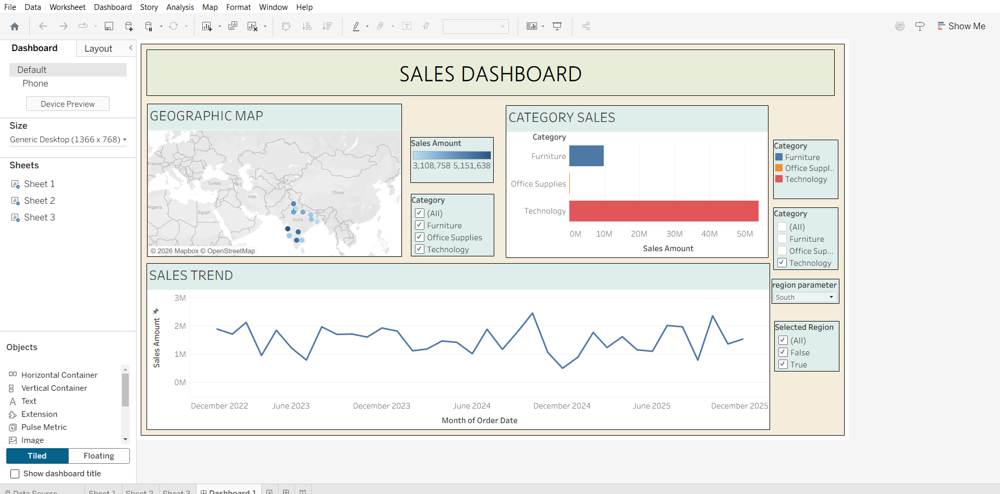 File Data Worksheet Dashboard Story Analysis Map Format Window Help
Show Me
Dashboard Layout
Default
Phone
Device Preview
Size
Generic Desktop (1366 x 768)
Sheets
Sheet 1
Sheet 2
Sheet 3
Objects
Horizontal Container
Vertical Container
Text
Extension
Pulse Metric
Image
Tiled Floating
Show dashboard title
SALES DASHBOARD
GEOGRAPHIC MAP
France
Turkey
Iran
China
Algeria
Egypt
India
© 2026 Mapbox © OpenStreetMap
Sales Amount
3,108,758 5,151,638
Category
(All)
Furniture
Office Supplies
Technology
CATEGORY SALES
Category
Furniture
Office Supplies
Technology
0M 10M 20M 30M 40M 50M
Sales Amount
Category
Furniture
Office Suppl..
Technology
Category
(All)
Furniture
Office Sup...
Technology
region parameter
South
Selected Region
(All)
False
True
SALES TREND
Sales Amount
3M
2M
1M
0M
December 2022 June 2023 December 2023 June 2024 December 2024 June 2025 December 2025
Month of Order Date
Data Source Sheet 1 Sheet 2 Sheet 3 Dashboard 1